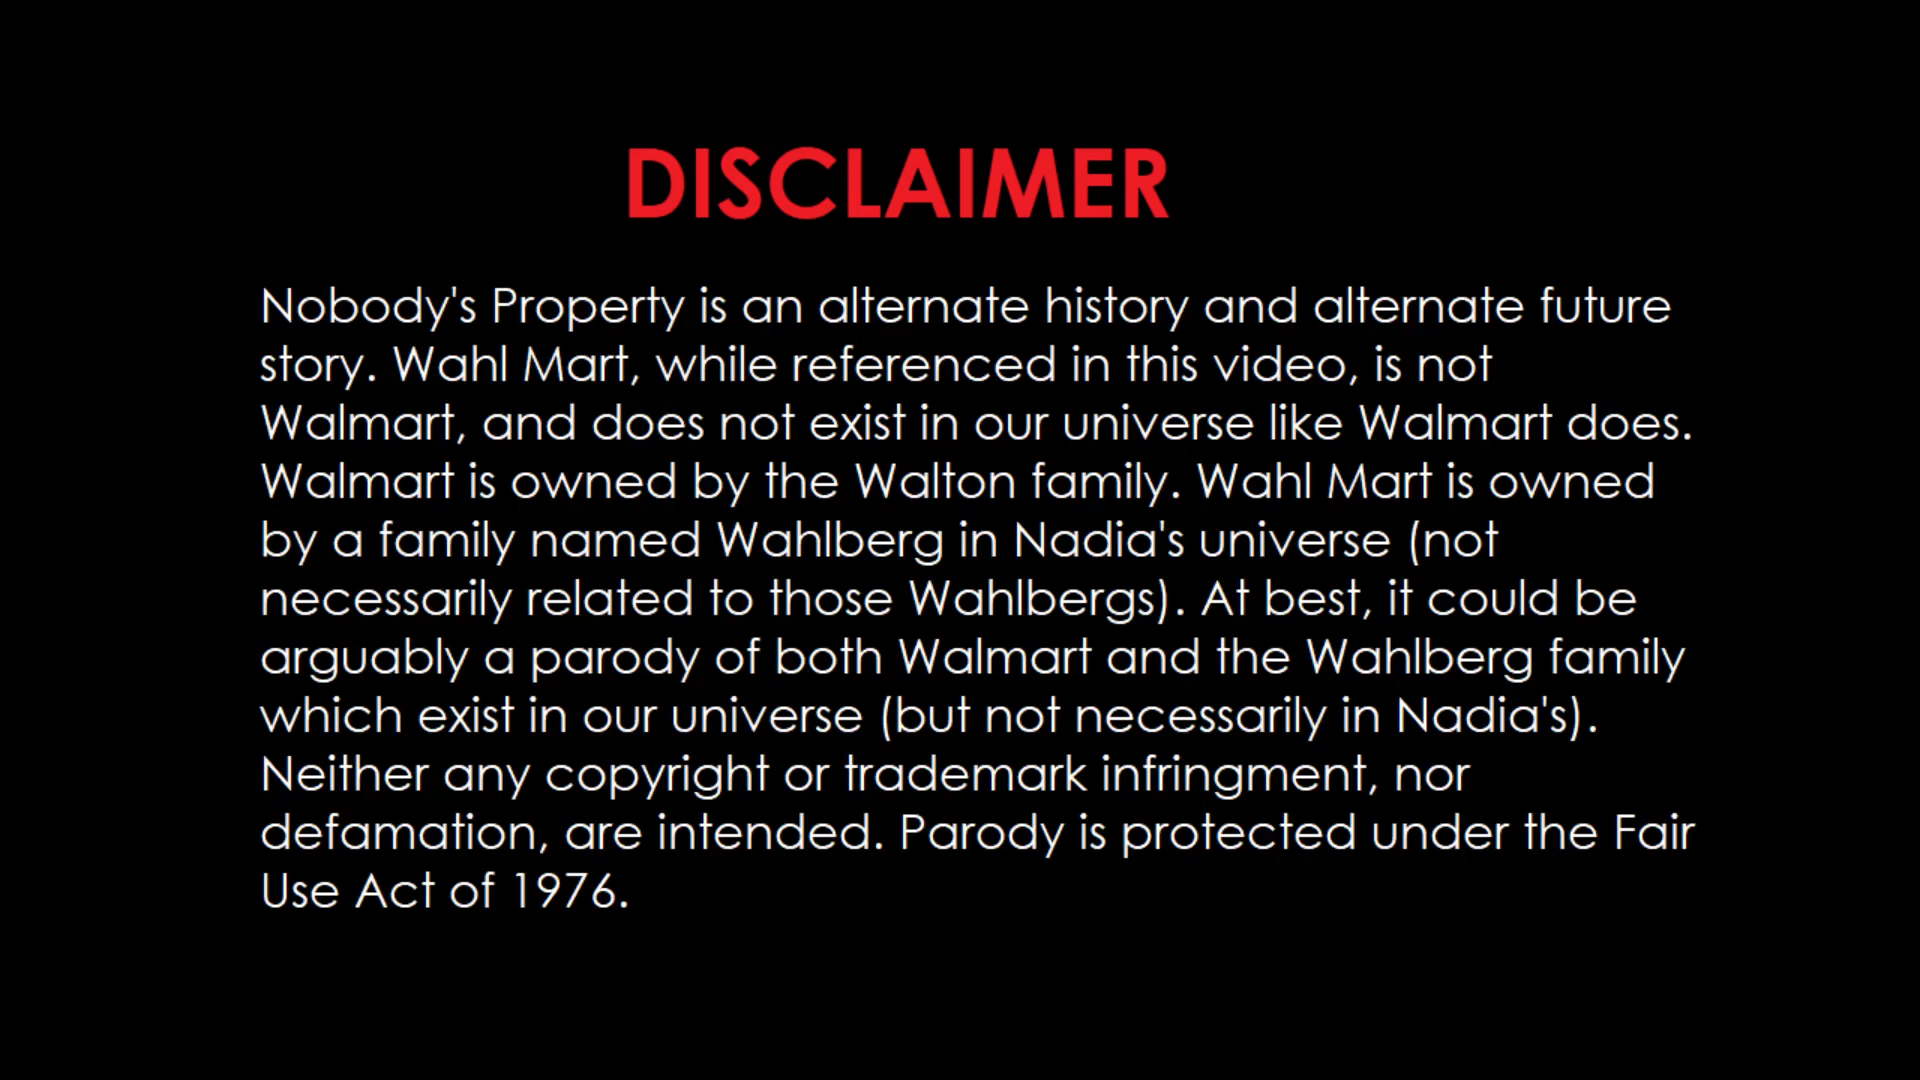 DISCLAIMER
Nobody's Property is an alternate history and alternate future
story. Wahl Mart, while referenced in this video, is not
Walmart, and does not exist in our universe like Walmart does.
Walmart is owned by the Walton family. Wahl Mart is owned
by a family named Wahlberg in Nadia's universe (not
necessarily related to those Wahlbergs). At best, it could be
arguably a parody of both Walmart and the Wahlberg family
which exist in our universe (but not necessarily in Nadia's).
Neither any copyright or trademark infringment, nor
defamation, are intended. Parody is protected under the Fair
Use Act of 1976.